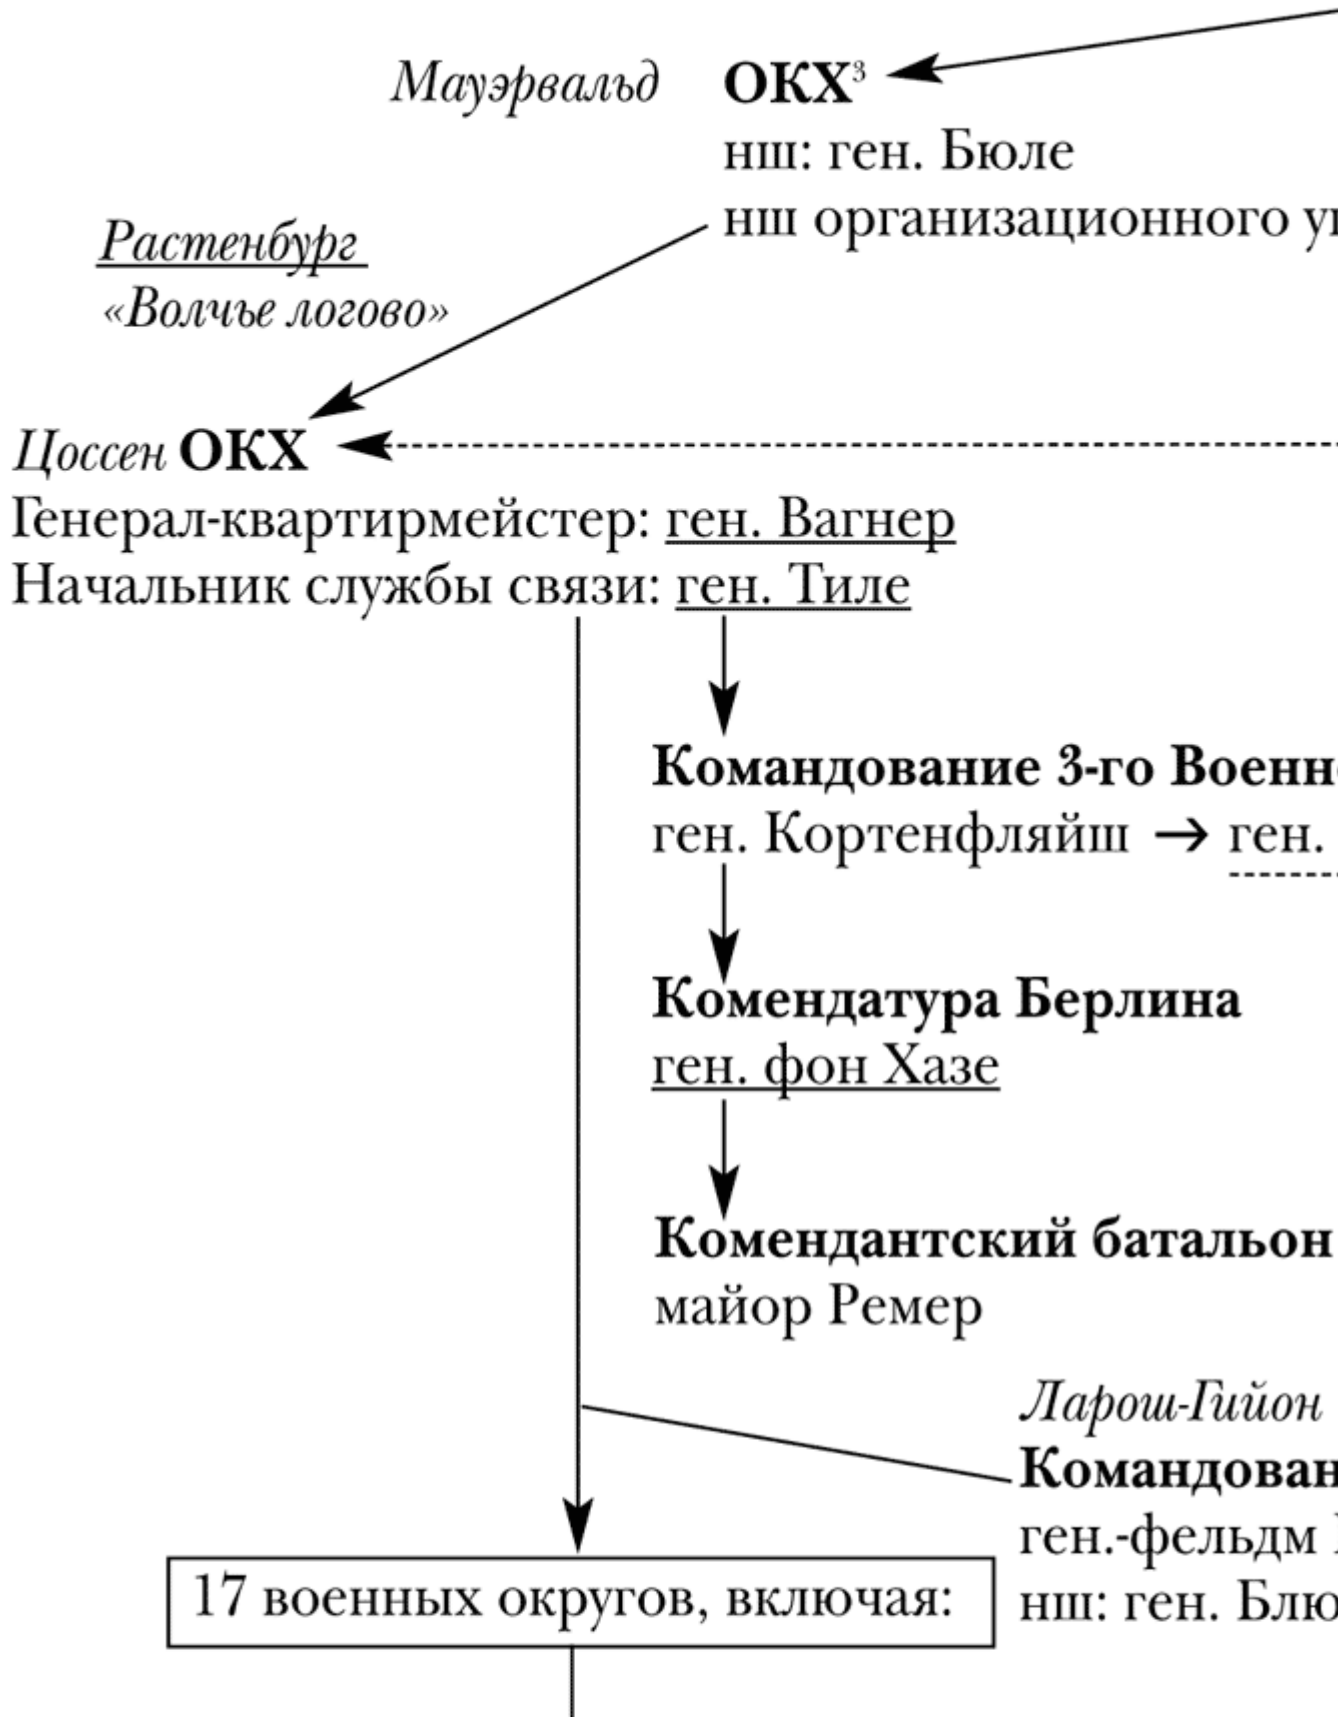 Мауэрвальд ОКХ³
нш: ген. Бюле
нш организационного
Растенбург
«Волчье логово»
Цоссен ОКХ
Генерал-квартирмейстер: ген. Вагнер
Начальник службы связи: ген. Тиле
Командование 3-го
ген. Кортенфляйш → ген.
Комендатура Берлина
ген. фон Хазе
Комендантский батальон
майор Ремер
Ларош-Гийон
ген.-фельдм
нш: ген.
17 военных округов, включая: